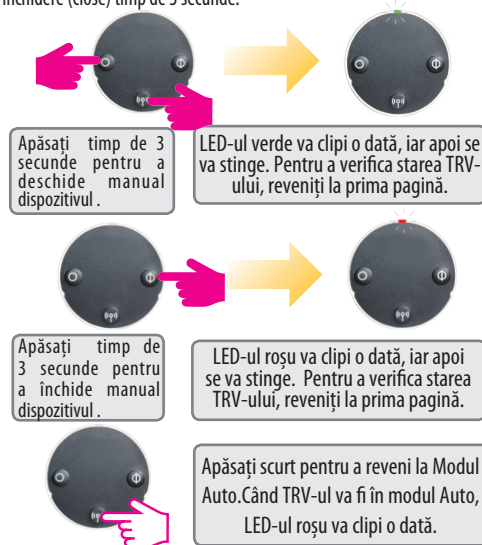 închidere (close) timp de 3 secunde.
Apăsați timp de 3
secunde pentru a
deschide manual
dispozitivul .
LED-ul verde va clipi o dată, iar apoi se
va stinge. Pentru a verifica starea TRV-
ului, reveniți la prima pagină.
Apăsați timp de
3 secunde pentru
a închide manual
dispozitivul .
LED-ul roșu va clipi o dată, iar apoi
se va stinge. Pentru a verifica starea
TRV-ului, reveniți la prima pagină.
Apăsați scurt pentru a reveni la Modul
Auto.Când TRV-ul va fi în modul Auto,
LED-ul roșu va clipi o dată.